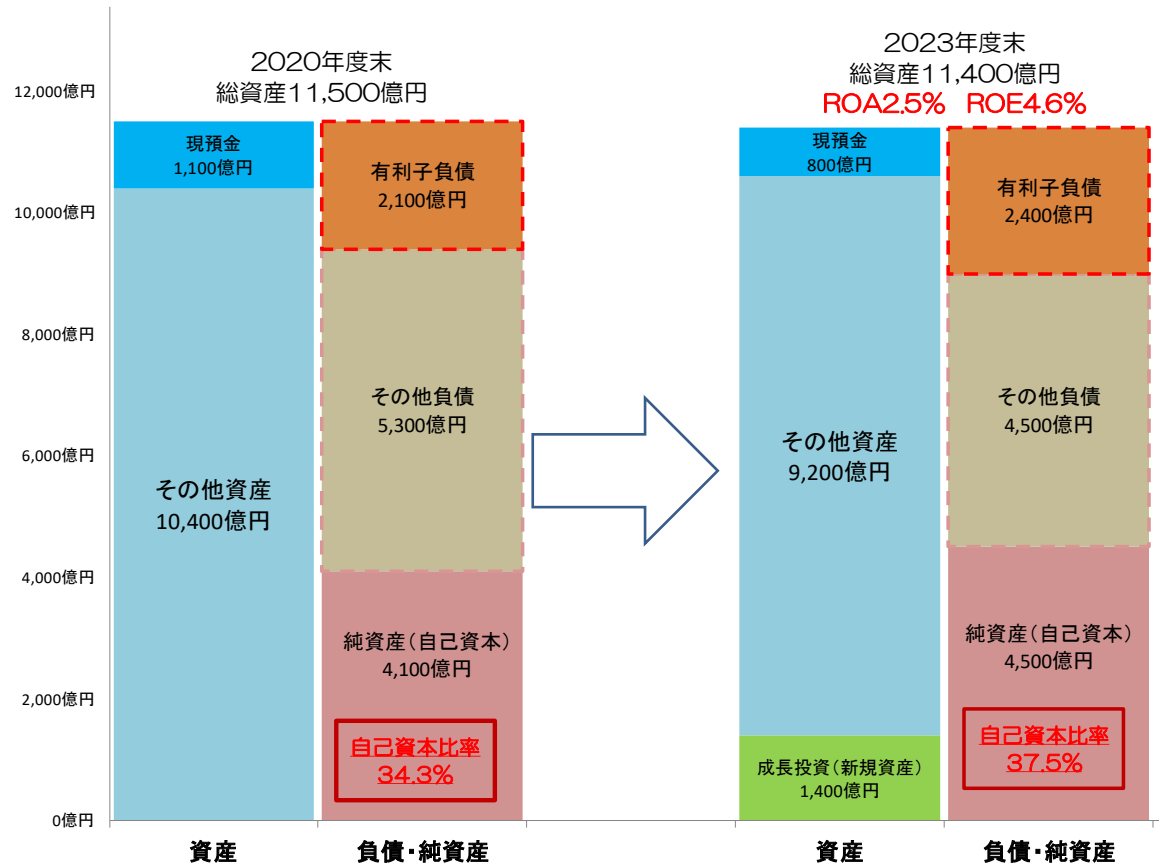 2020年度末
総資産11,500億円
2023年度末
総資産11,400億円
ROA2.5% ROE4.6%
12,000億円
10,000億円
8,000億円
6,000億円
4,000億円
2,000億円
0億円
現預金
1,100億円
その他資産
10,400億円
有利子負債
2,100億円
その他負債
5,300億円
純資産(自己資本)
4,100億円
自己資本比率
34.3%
現預金
800億円
その他資産
9,200億円
成長投資(新規資産)
1,400億円
有利子負債
2,400億円
その他負債
4,500億円
純資産(自己資本)
4,500億円
自己資本比率
37.5%
資産
負債・純資産
資産
負債・純資産